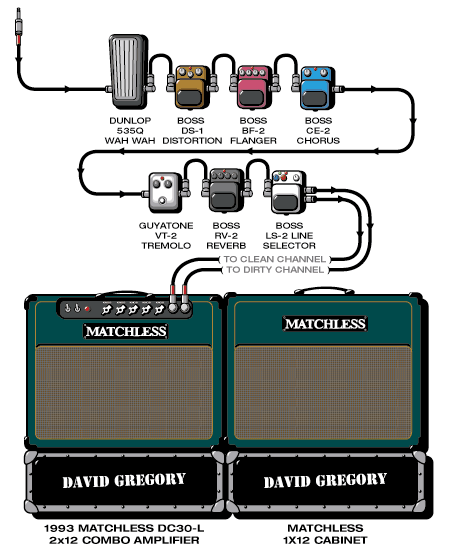 DUNLOP
535Q
WAH WAH
BOSS
DS-1
DISTORTION
BOSS
BF-2
FLANGER
BOSS
CE-2
CHORUS
GUYATONE
VT-2
TREMOLO
BOSS
RV-2
REVERB
BOSS
LS-2 LINE
SELECTOR
( TO CLEAN CHANNEL )
( TO DIRTY CHANNEL )
MATCHLESS
MATCHLESS
DAVID GREGORY
DAVID GREGORY
1993 MATCHLESS DC30-L
2x12 COMBO AMPLIFIER
MATCHLESS
1X12 CABINET